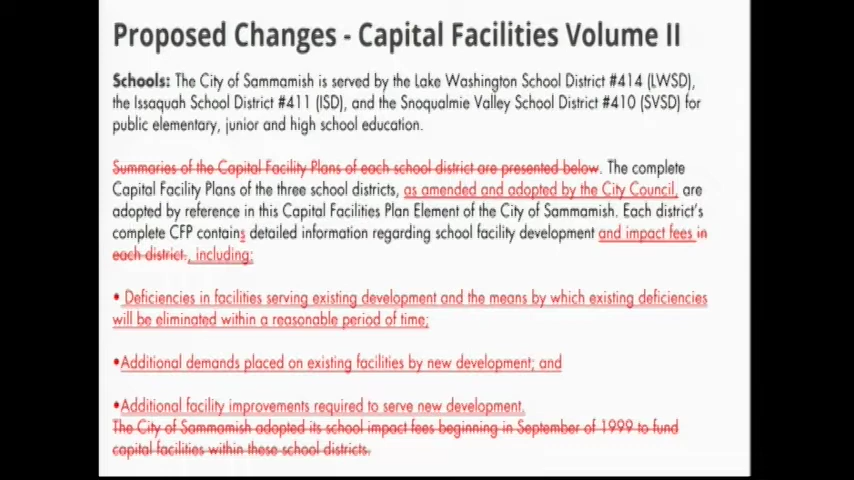 Proposed Changes - Capital Facilities Volume II
Schools: The City of Sammamish is served by the Lake Washington School District #414 (LWSD),
the Issaquah School District #411 (ISD), and the Snoqualmie Valley School District #410 (SVSD) for
public elementary, junior and high school education.
Summaries of the Capital Facility Plans of each school district are presented below. The complete
Capital Facility Plans of the three school districts, as amended and adopted by the City Council, are
adopted by reference in this Capital Facilities Plan Element of the City of Sammamish. Each district's
complete CFP contains detailed information regarding school facility development and impact fees in
each district., including:
• Deficiencies in facilities serving existing development and the means by which existing deficiencies
will be eliminated within a reasonable period of time;
•Additional demands placed on existing facilities by new development; and
•Additional facility improvements required to serve new development.
The City of Sammamish adopted its school impact fees beginning in September of 1999 to fund
capital facilities within these school districts.